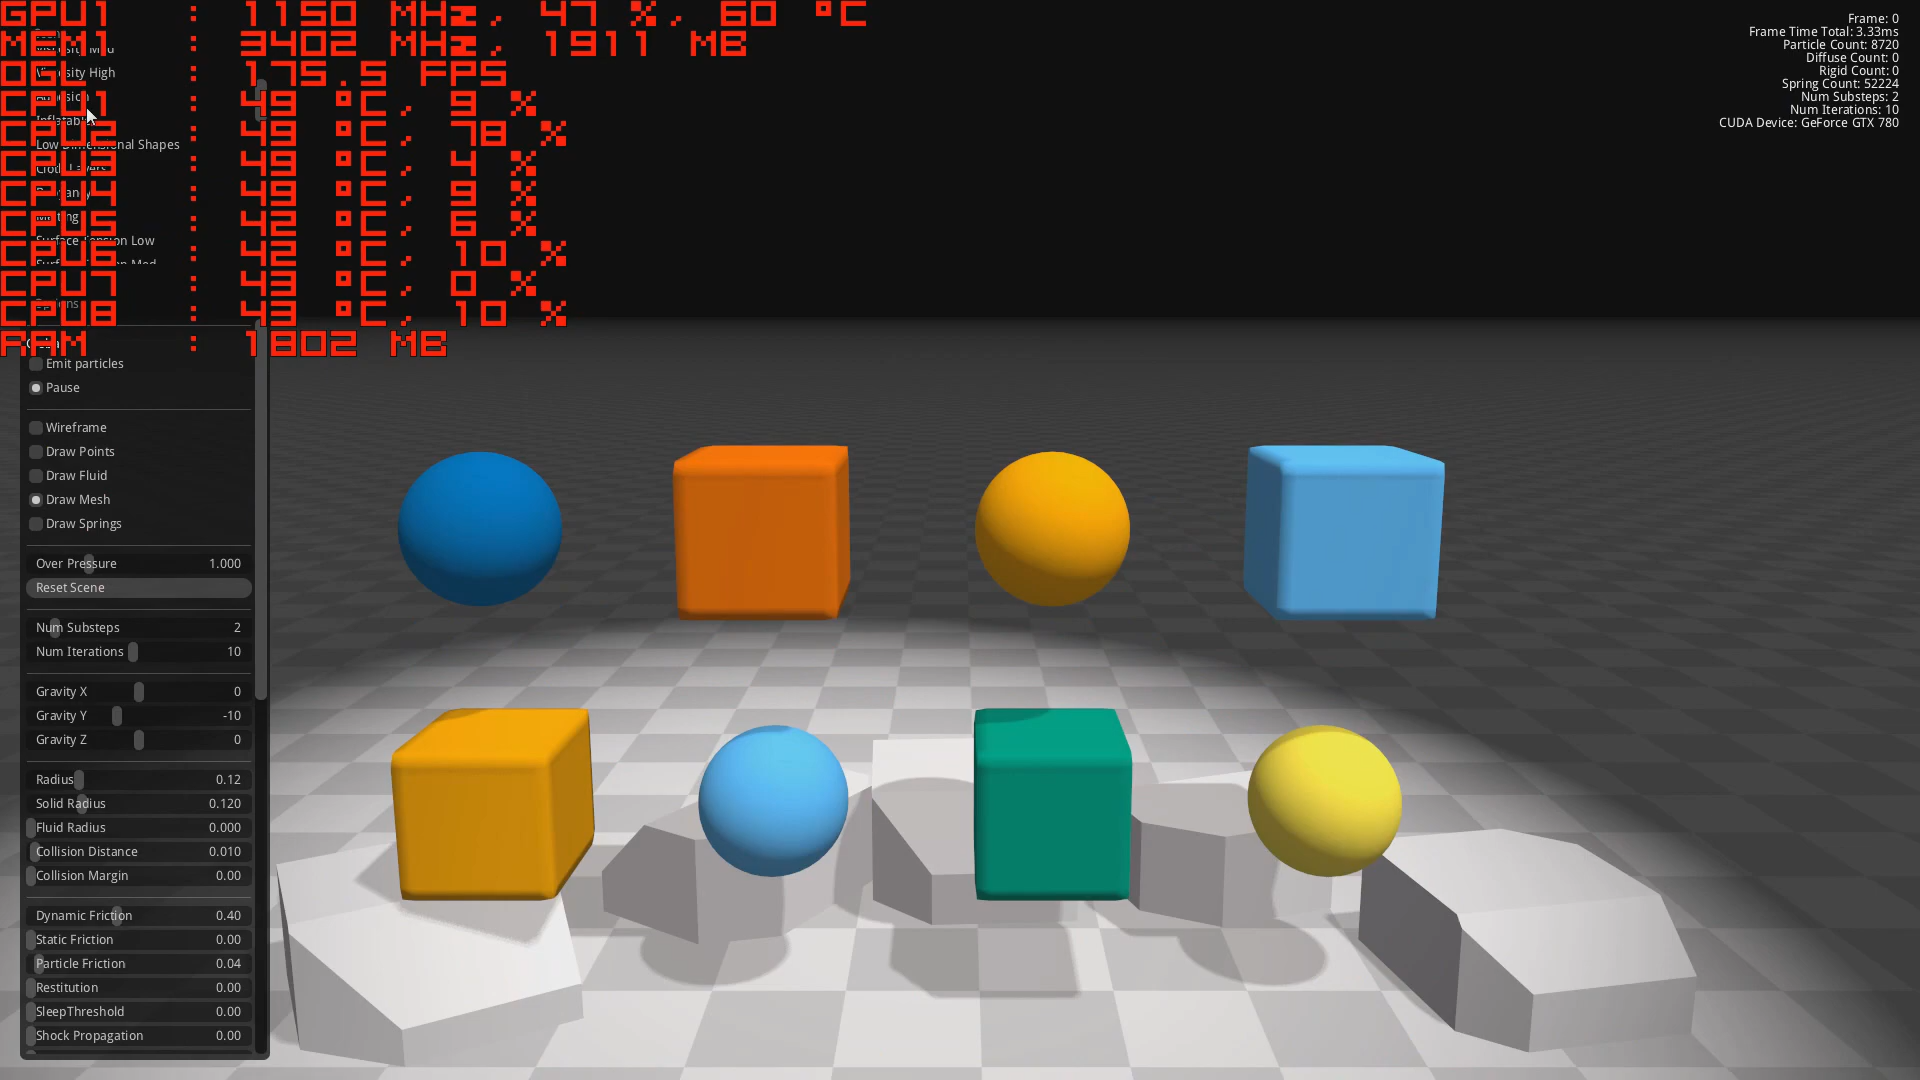 GPU1 : 1150 MHz, 47 %, 60 °C
MEM1 : 3402 MHz, 1911 MB
OGL : 175.5 FPS
Viscosity High
CPU1 : 49 °C, 9 %
CPU2 : 49 °C, 78 %
Low Dimensional Shapes
CPU3 : 49 °C, 4 %
CPU4 : 49 °C, 9 %
CPU5 : 42 °C, 6 %
Surface Tension Low
CPU6 : 42 °C, 10 %
CPU7 : 43 °C, 0 %
CPU8 : 43 °C, 10 %
RAM : 1802 MB
Emit particles
Pause
Wireframe
Draw Points
Draw Fluid
Draw Mesh
Draw Springs
Over Pressure 1.000
Reset Scene
Num Substeps 2
Num Iterations 10
Gravity X 0
Gravity Y -10
Gravity Z 0
Radius 0.12
Solid Radius 0.120
Fluid Radius 0.000
Collision Distance 0.010
Collision Margin 0.00
Dynamic Friction 0.40
Static Friction 0.00
Particle Friction 0.04
Restitution 0.00
SleepThreshold 0.00
Shock Propagation 0.00
Frame: 0
Frame Time Total: 3.33ms
Particle Count: 8720
Diffuse Count: 0
Rigid Count: 0
Spring Count: 52224
Num Substeps: 2
Num Iterations: 10
CUDA Device: GeForce GTX 780